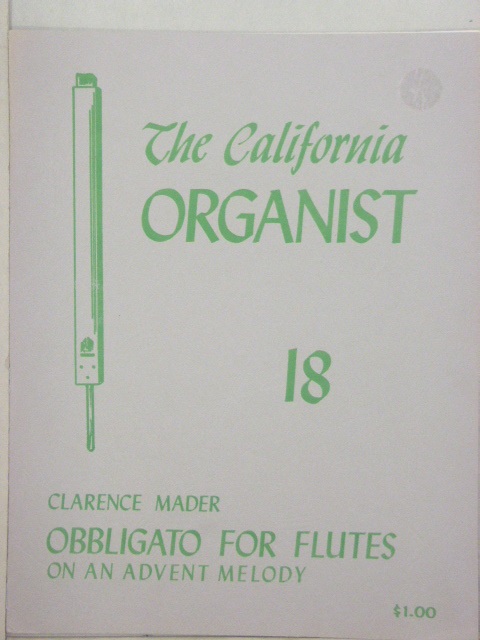 The California
ORGANIST
18
CLARENCE MADER
OBBLIGATO FOR FLUTES
ON AN ADVENT MELODY
$1.00